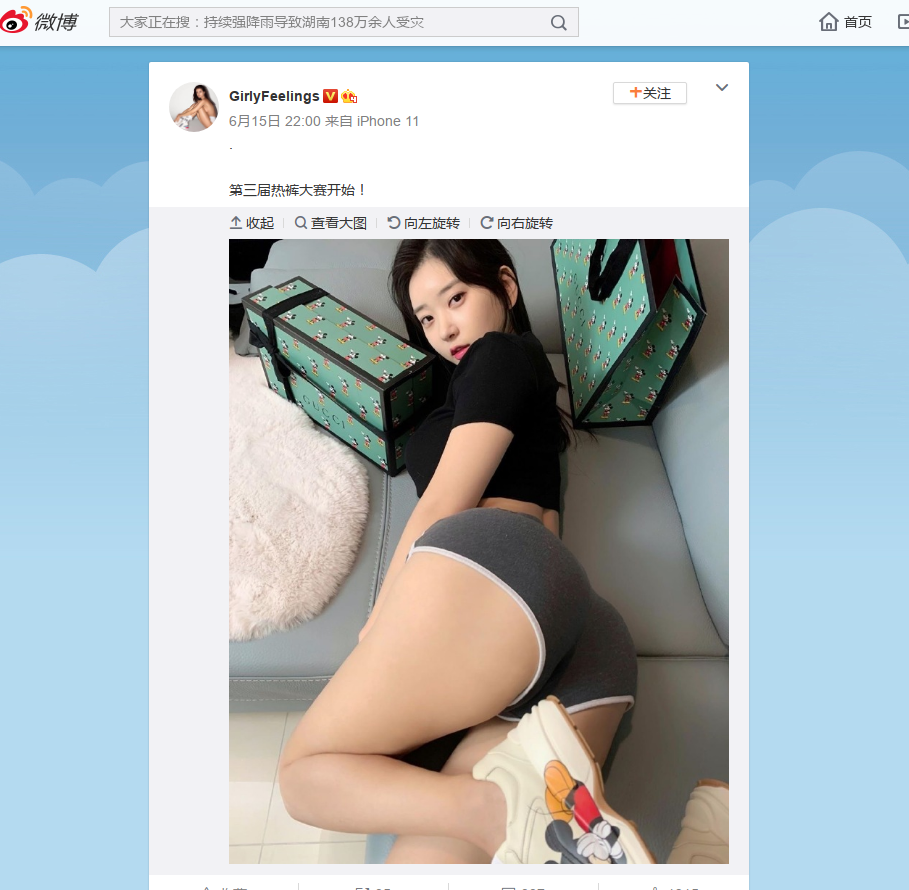 微博
大家正在搜：持续强降雨导致湖南138万余人受灾
首页
GirlyFeelings V
+关注
6月15日 22:00 来自 iPhone 11
.
第三届热裤大赛开始！
收起 查看大图 向左旋转 向右旋转
GUCCI